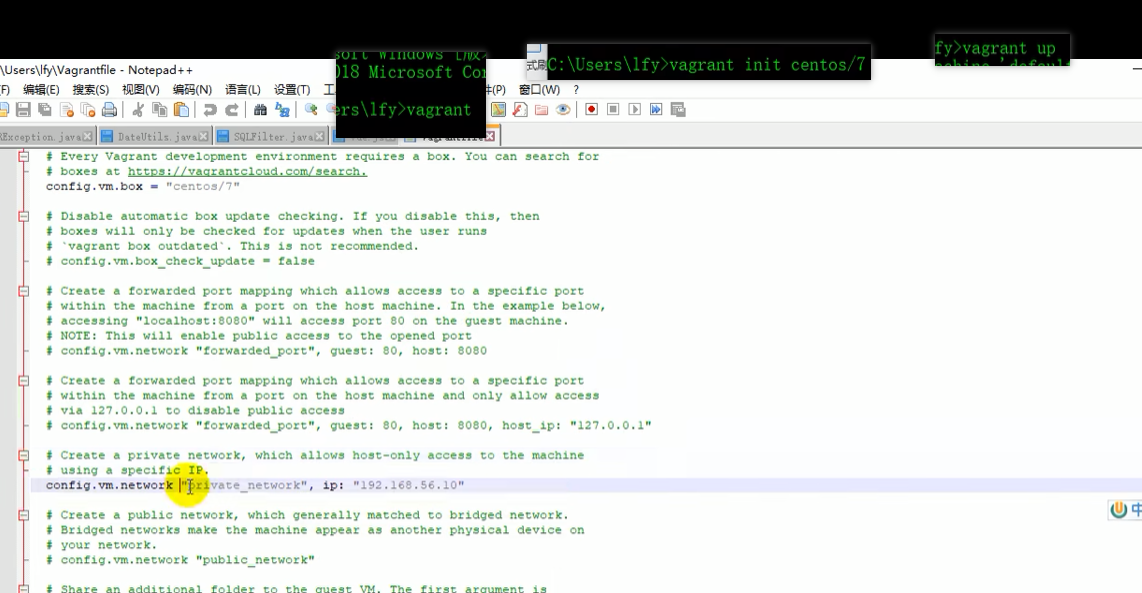 018 Microsoft Co
ers\lfy>vagrant
C:\Users\lfy>vagrant init centos/7
fy>vagrant up
\Users\lfy\Vagrantfile - Notepad++
编辑(E) 搜索(S) 视图(V) 编码(N) 语言(L) 设置(T) 工 (P) 窗口(W) ?
Exception.java DateUtils.java SQLFilter.java
# Every Vagrant development environment requires a box. You can search for
# boxes at https://vagrantcloud.com/search.
config.vm.box = "centos/7"
# Disable automatic box update checking. If you disable this, then
# boxes will only be checked for updates when the user runs
# `vagrant box outdated`. This is not recommended.
# config.vm.box_check_update = false
# Create a forwarded port mapping which allows access to a specific port
# within the machine from a port on the host machine. In the example below,
# accessing "localhost:8080" will access port 80 on the guest machine.
# NOTE: This will enable public access to the opened port
# config.vm.network "forwarded_port", guest: 80, host: 8080
# Create a forwarded port mapping which allows access to a specific port
# within the machine from a port on the host machine and only allow access
# via 127.0.0.1 to disable public access
# config.vm.network "forwarded_port", guest: 80, host: 8080, host_ip: "127.0.0.1"
# Create a private network, which allows host-only access to the machine
# using a specific IP.
config.vm.network "private_network", ip: "192.168.56.10"
# Create a public network, which generally matched to bridged network.
# Bridged networks make the machine appear as another physical device on
# your network.
# config.vm.network "public_network"
# Share an additional folder to the guest VM. The first argument is
中